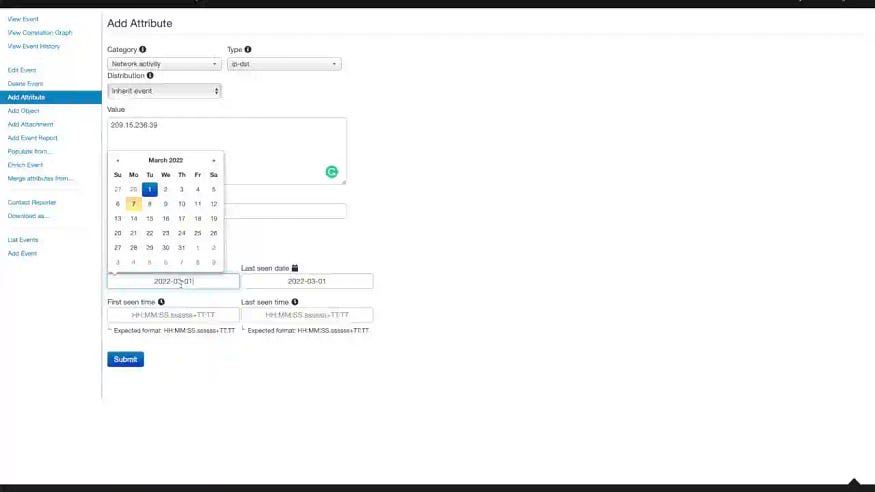 View Event
View Correlation Graph
View Event History
Edit Event
Delete Event
Add Attribute
Add Object
Add Attachment
Add Event Report
Populate from...
Enrich Event
Merge attributes from...
Contact Reporter
Download as...
List Events
Add Event
Add Attribute
Category Type
Network activity ip-dst
Distribution
Inherit event
Value
209.15.236.39
« March 2022 »
Su Mo Tu We Th Fr Sa
27 28 1 2 3 4 5
6 7 8 9 10 11 12
13 14 15 16 17 18 19
20 21 22 23 24 25 26
27 28 29 30 31 1 2
3 4 5 6 7 8 9
Last seen date
2022-03-01 2022-03-01
First seen time Last seen time
HH:MM:SS.ssssss+TT:TT HH:MM:SS.ssssss+TT:TT
Expected format: HH:MM:SS.ssssss+TT:TT Expected format: HH:MM:SS.ssssss+TT:TT
Submit